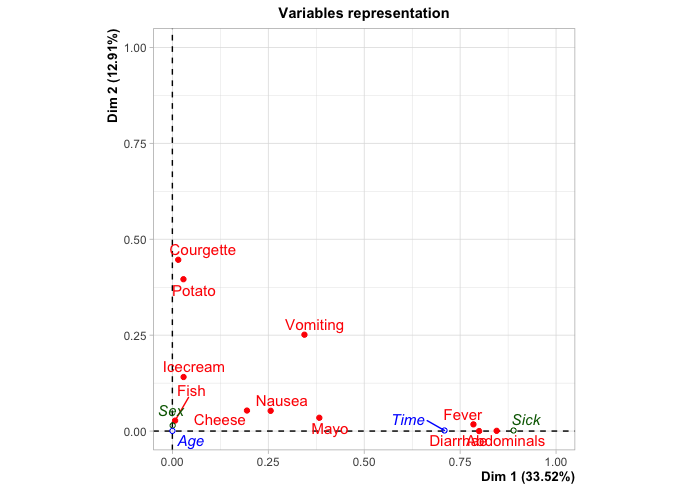 Variables representation
Dim 2 (12.91%)
1.00
0.75
0.50
0.25
0.00
Courgette
Potato
Vomiting
Icecream
Fish
Sex
Cheese
Nausea
Mayo
Time
Fever
Sick
Age
Diarrhae
Abdominals
0.00 0.25 0.50 0.75 1.00
Dim 1 (33.52%)